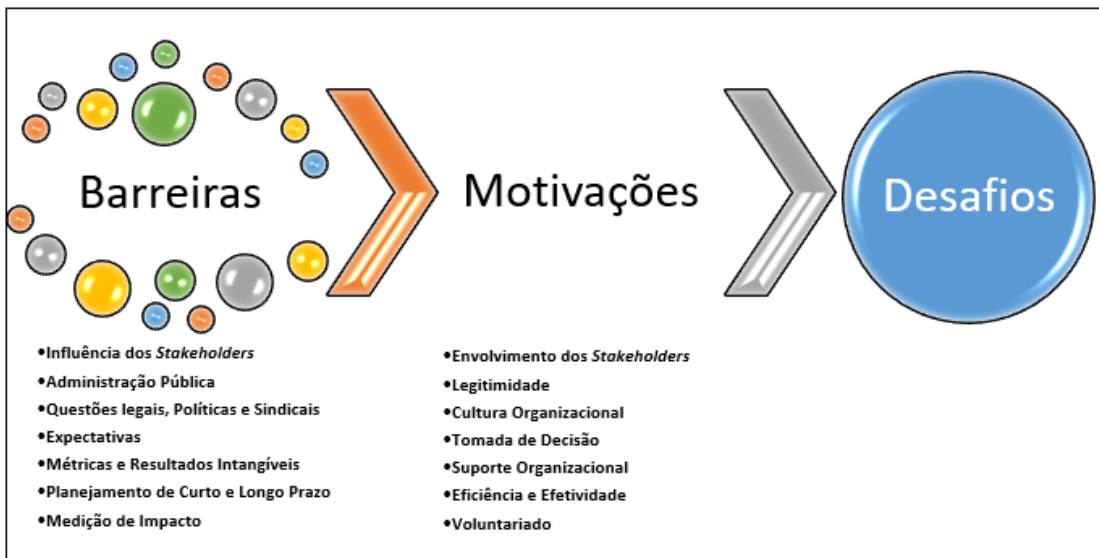 Barreiras
Motivações
Desafios
•Influência dos Stakeholders
•Administração Pública
•Questões legais, Políticas e Sindicais
•Expectativas
•Métricas e Resultados Intangíveis
•Planejamento de Curto e Longo Prazo
•Medição de Impacto
•Envolvimento dos Stakeholders
•Legitimidade
•Cultura Organizacional
•Tomada de Decisão
•Suporte Organizacional
•Eficiência e Efetividade
•Voluntariado